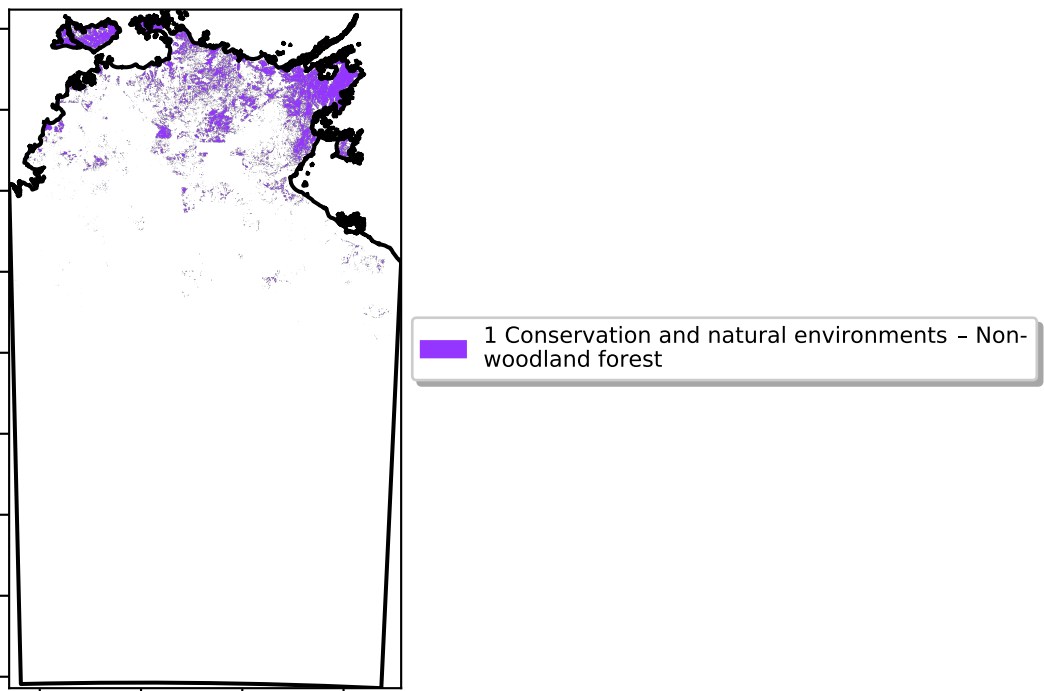 1 Conservation and natural environments – Non-
woodland forest